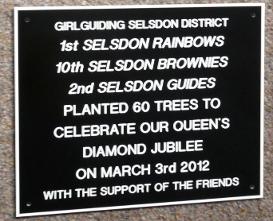 GIRLGUIDING SELSDON DISTRICT
1st SELSDON RAINBOWS
10th SELSDON BROWNIES
2nd SELSDON GUIDES
PLANTED 60 TREES TO
CELEBRATE OUR QUEEN'S
DIAMOND JUBILEE
ON MARCH 3rd 2012
WITH THE SUPPORT OF THE FRIENDS